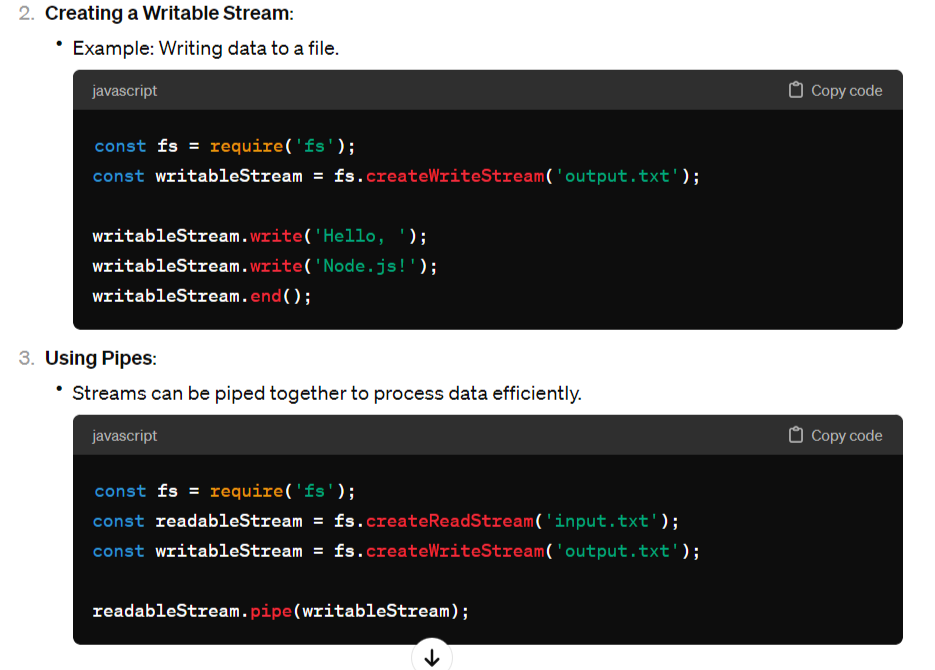 2. Creating a Writable Stream:
• Example: Writing data to a file.
javascript Copy code
const fs = require('fs');
const writableStream = fs.createWriteStream('output.txt');
writableStream.write('Hello, ');
writableStream.write('Node.js!');
writableStream.end();
3. Using Pipes:
• Streams can be piped together to process data efficiently.
javascript Copy code
const fs = require('fs');
const readableStream = fs.createReadStream('input.txt');
const writableStream = fs.createWriteStream('output.txt');
readableStream.pipe(writableStream);